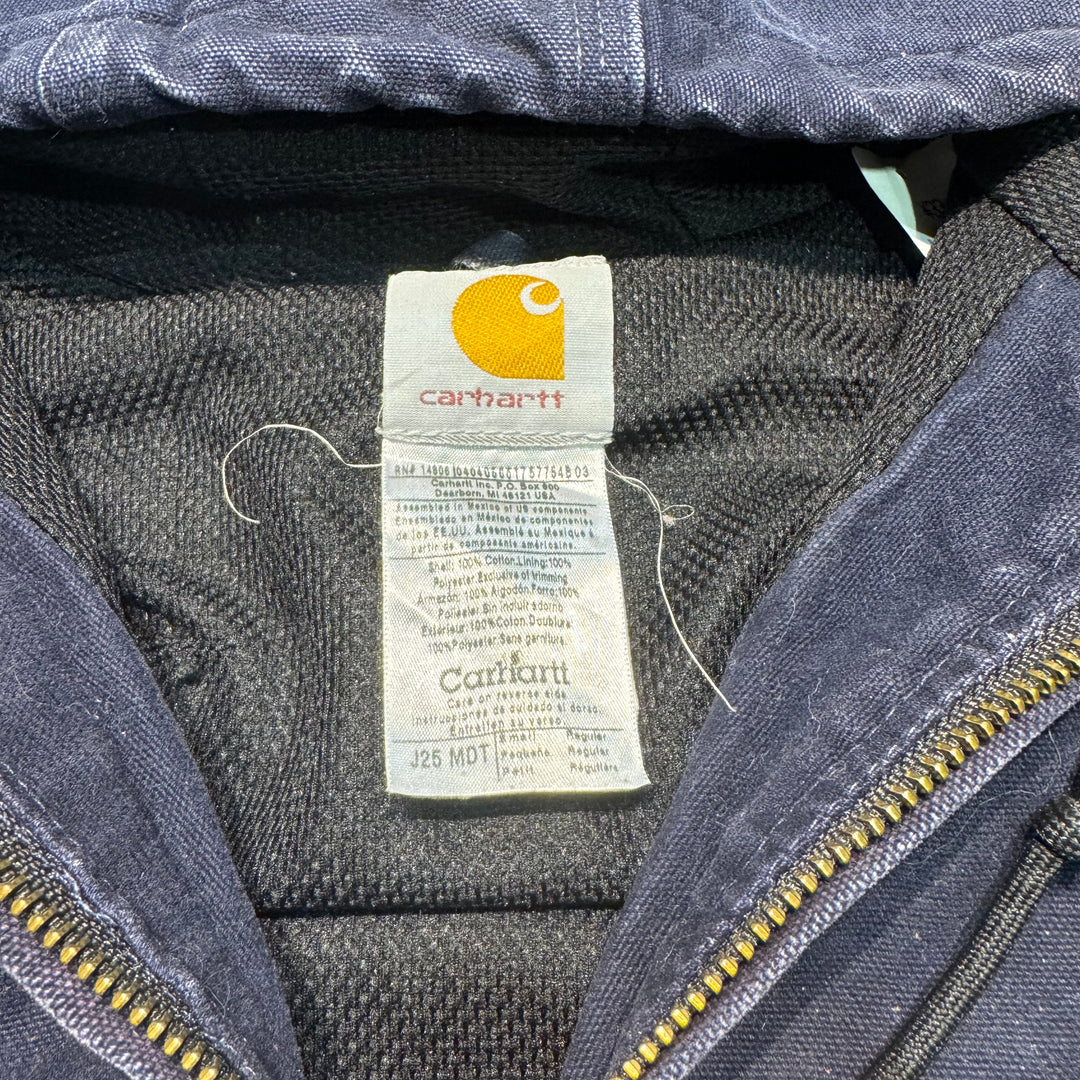 carhartt
RN# 14806
Carhartt Inc. P.O. Box 600
Dearborn, MI 48121 USA
Assembled in Mexico of US components
Ensamblado en México de componentes
de los EE.UU. Assemblé au Mexique à
partir de composants américains.
Shell: 100% Cotton.Lining:100%
Polyester.Exclusive of trimming
Armazón: 100% Algodón.Forro:100%
Poliester.Sin incluir adorno
Extérieur:100%Coton.Doublure
100%Polyester.Sans garniture.
Carhartt
Care on reverse side
Instrucciones de cuidado al dorso.
Entretien au verso.
J25 MDT
Small Regular
Pequeño. Regular
Petit. Régulière